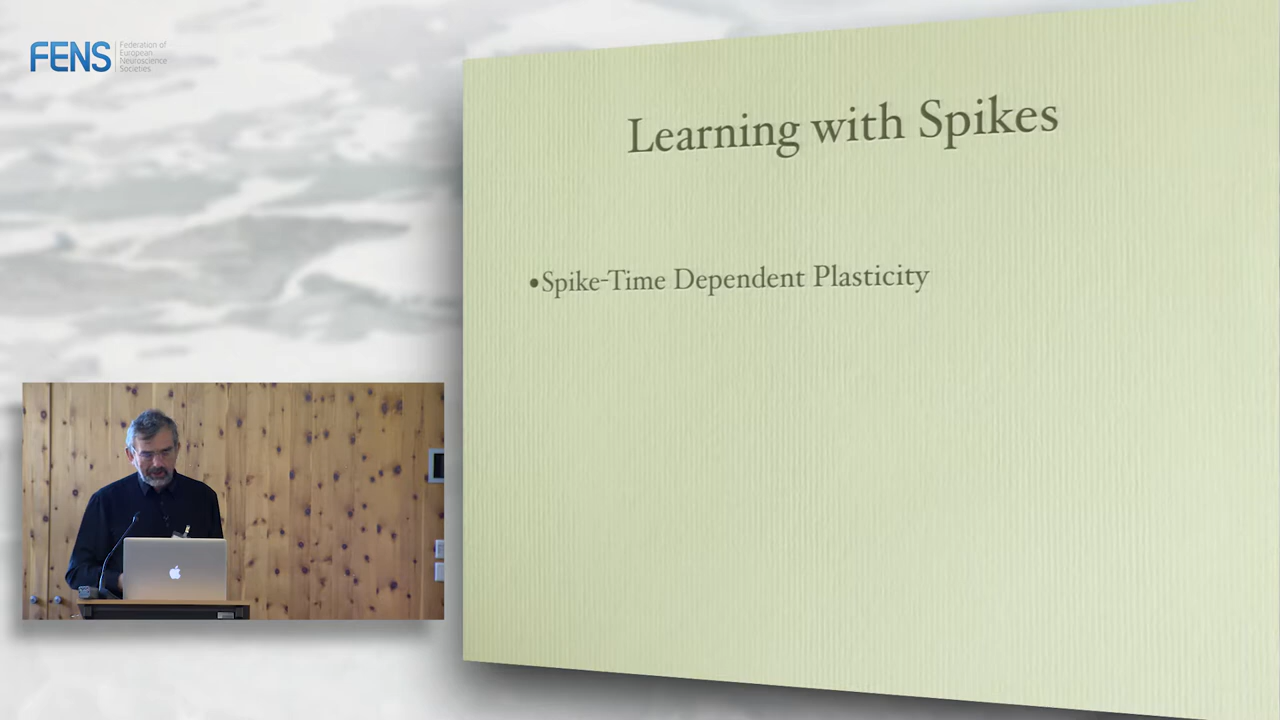 FENS
Federation of
European
Neuroscience
Societies
Learning with Spikes
•Spike-Time Dependent Plasticity